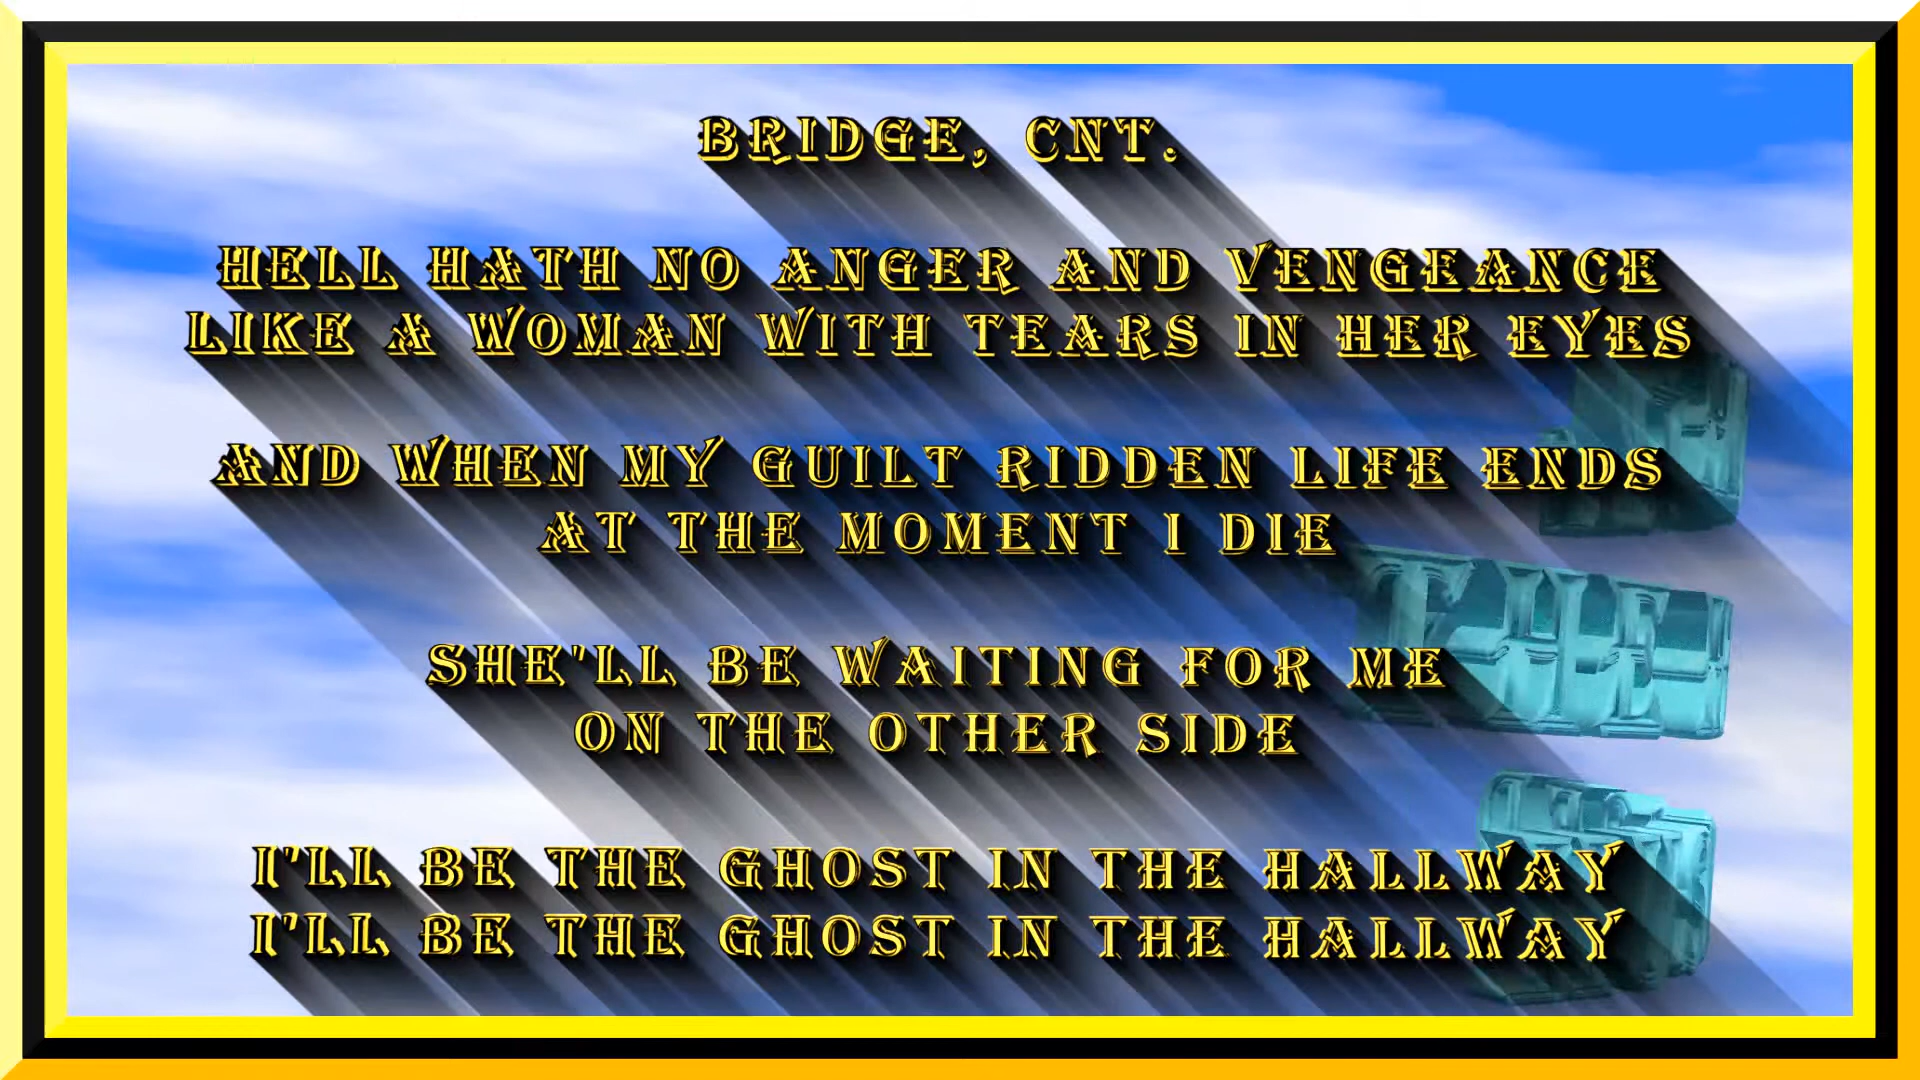 BRIDGE, CNT.
HELL HATH NO ANGER AND VENGEANCE
LIKE A WOMAN WITH TEARS IN HER EYES
AND WHEN MY GUILT RIDDEN LIFE ENDS
AT THE MOMENT I DIE
SHE'LL BE WAITING FOR ME
ON THE OTHER SIDE
I'LL BE THE GHOST IN THE HALLWAY
I'LL BE THE GHOST IN THE HALLWAY